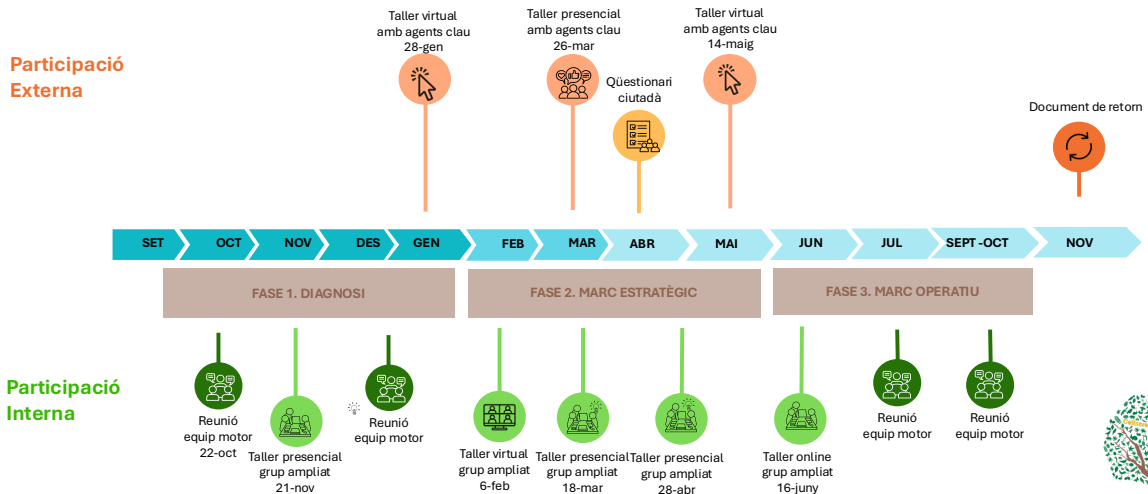 Participació
Externa
Taller virtual
amb agents clau
28-gen
Taller presencial
amb agents clau
26-mar
Qüestionari
ciutadà
Taller virtual
amb agents clau
14-maig
Document de retorn
SET
OCT
NOV
DES
GEN
FEB
MAR
ABR
MAI
JUN
JUL
SEPT -OCT
NOV
FASE 1. DIAGNOSI
FASE 2. MARC ESTRATÈGIC
FASE 3. MARC OPERATIU
Participació
Interna
Reunió
equip motor
22-oct
Taller presencial
grup ampliat
21-nov
Reunió
equip motor
Taller virtual
grup ampliat
6-feb
Taller presencial
grup ampliat
18-mar
Taller presencial
grup ampliat
28-abr
Taller online
grup ampliat
16-juny
Reunió
equip motor
Reunió
equip motor